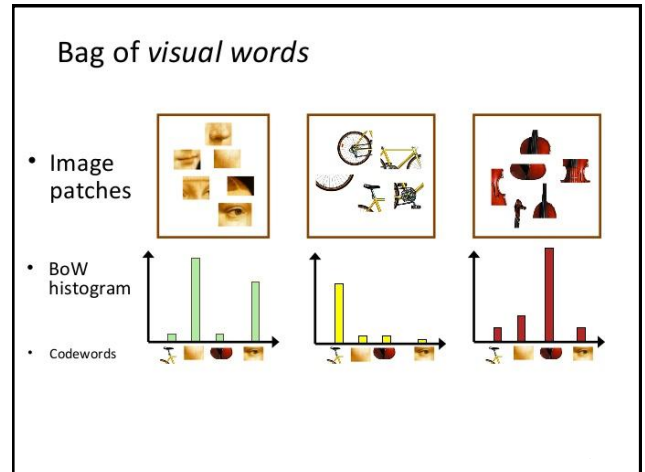 Bag of visual words
• Image
patches
• BoW
histogram
• Codewords